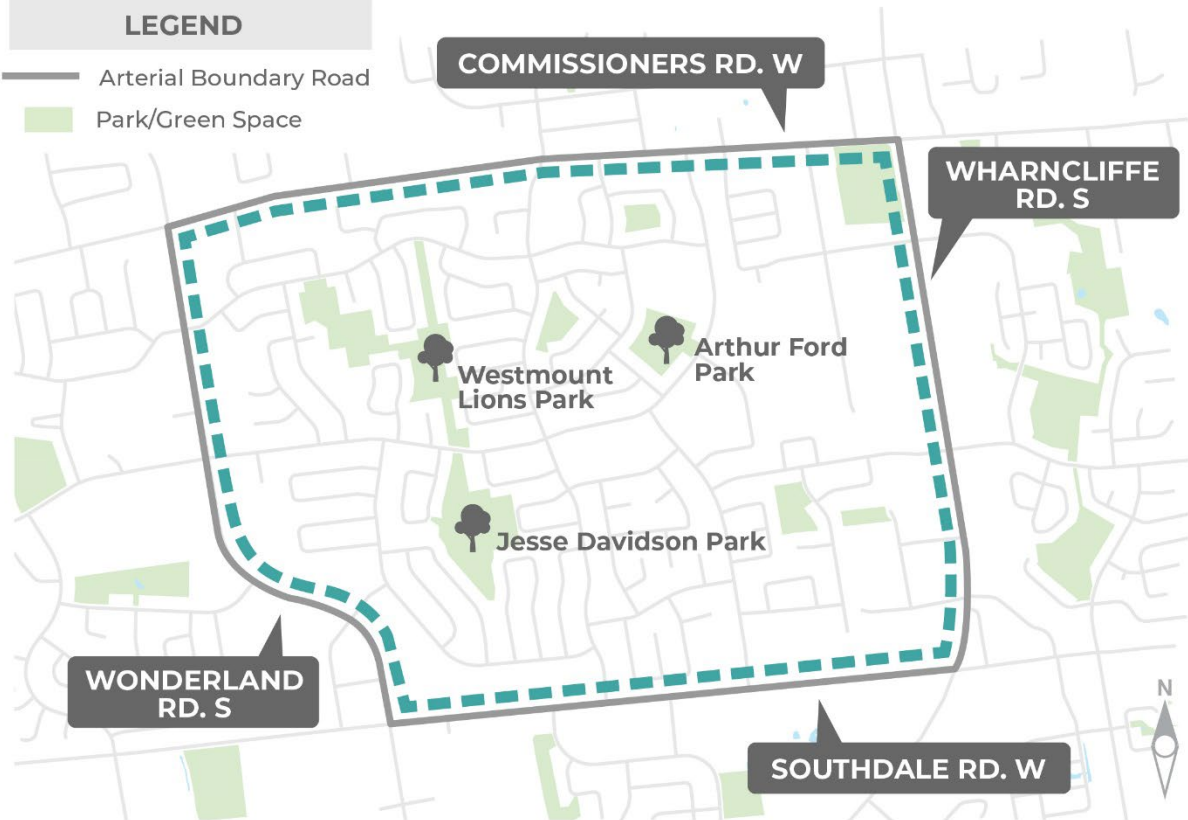 LEGEND
Arterial Boundary Road
Park/Green Space
COMMISSIONERS RD. W
WHARNCLIFFE
RD. S
Arthur Ford
Park
Westmount
Lions Park
Jesse Davidson Park
WONDERLAND
RD. S
SOUTHDALE RD. W
N